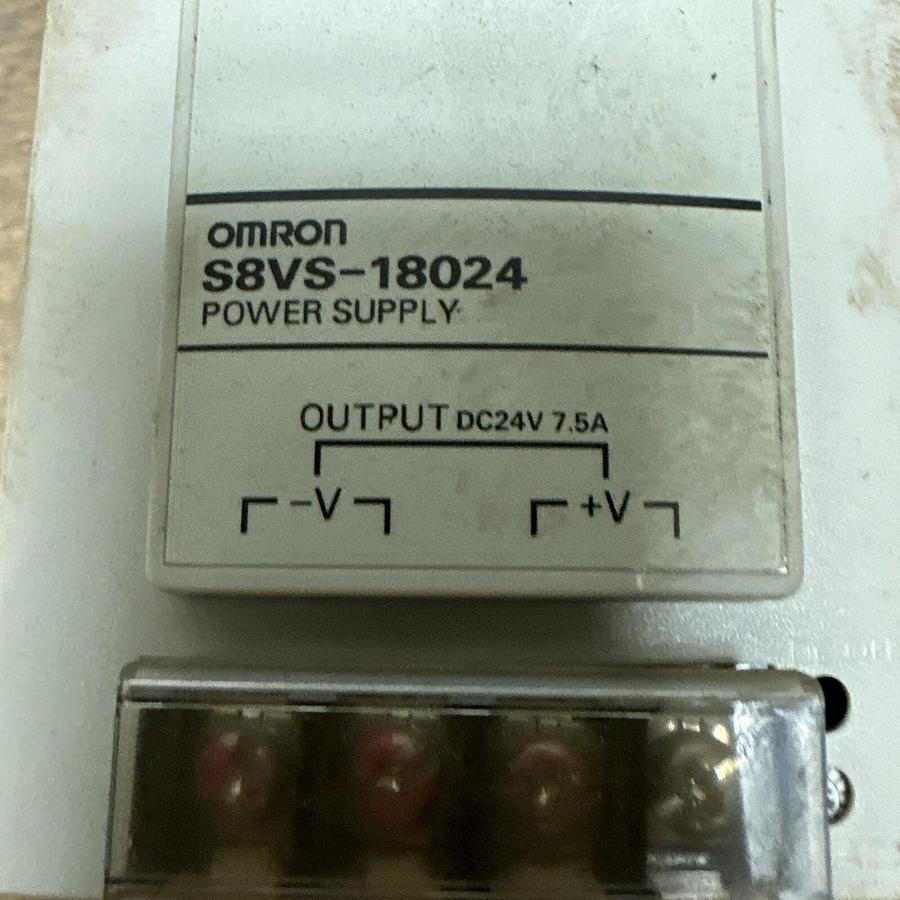 OMRON
S8VS-18024
POWER SUPPLY
OUTPUT DC24V 7.5A
-V +V